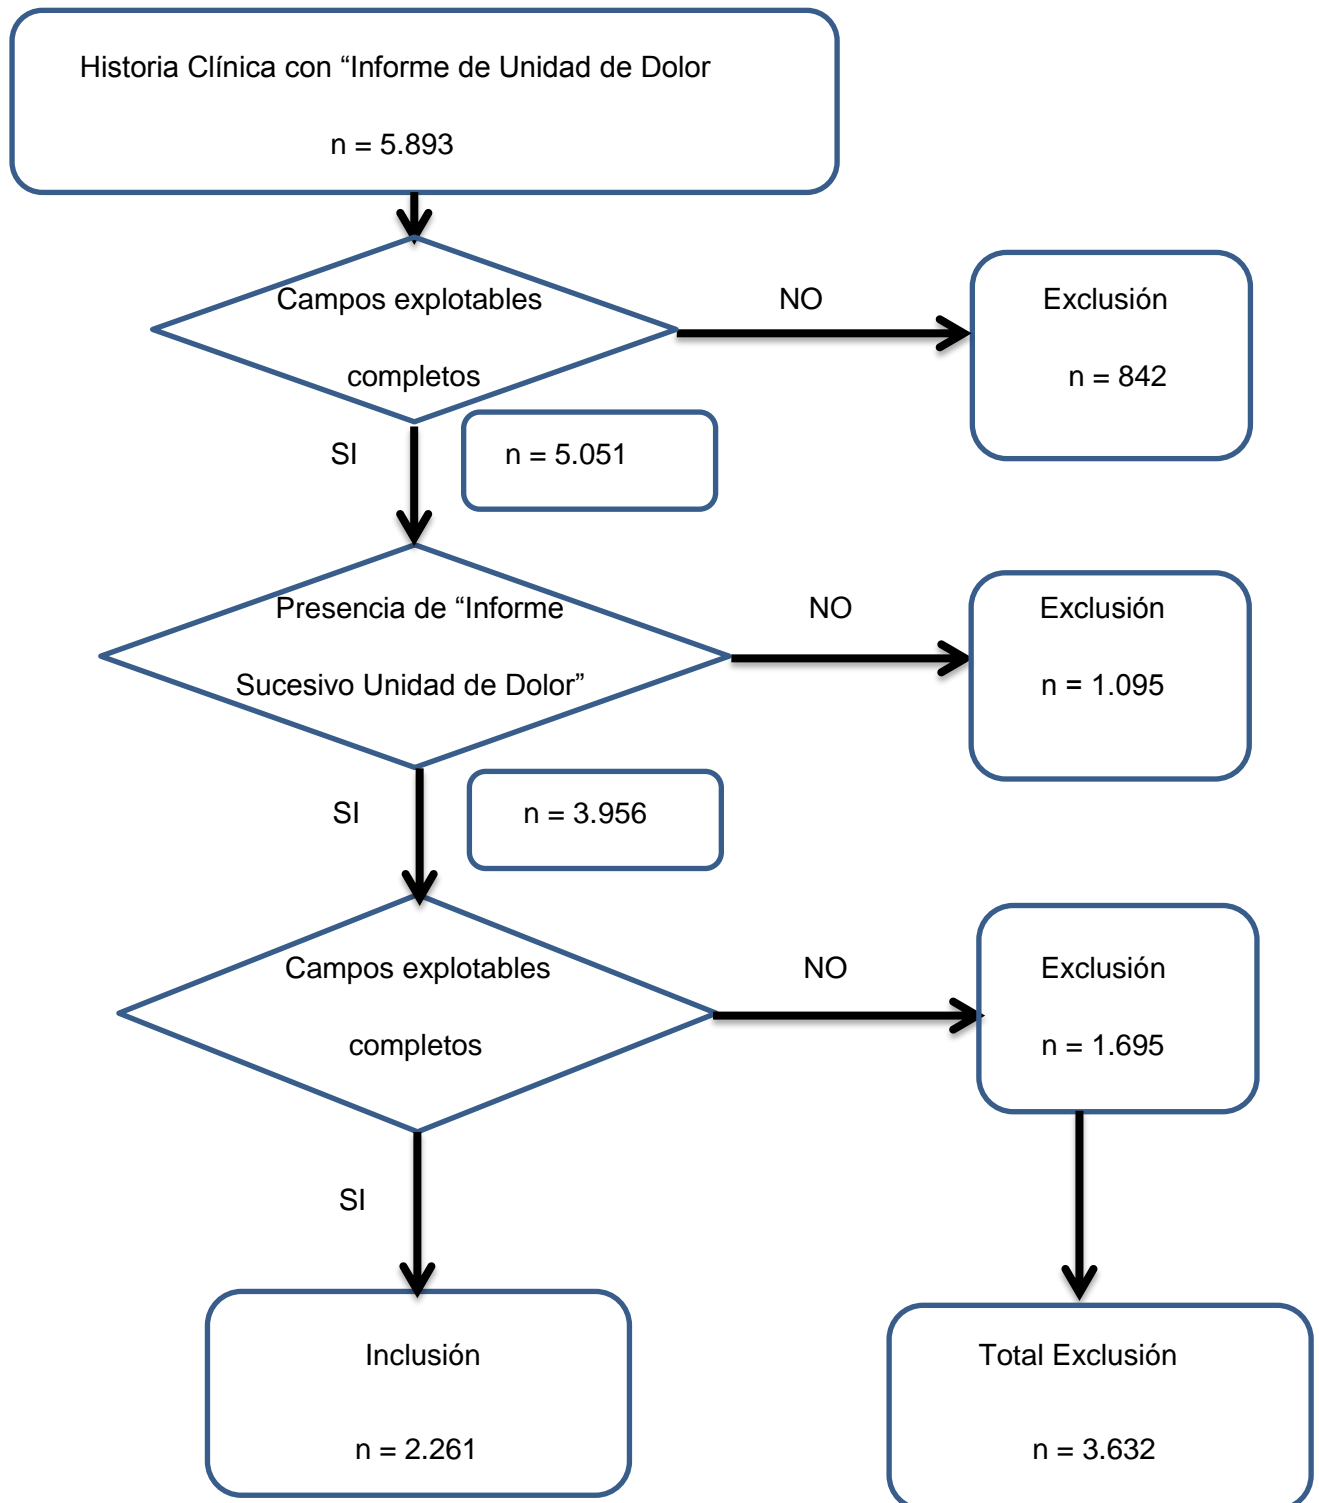 Historia Clínica con “Informe de Unidad de Dolor
n = 5.893
Campos explotables
completos
NO
Exclusión
n = 842
SI
n = 5.051
Presencia de “Informe
Sucesivo Unidad de Dolor”
NO
Exclusión
n = 1.095
SI
n = 3.956
Campos explotables
completos
NO
Exclusión
n = 1.695
SI
Inclusión
n = 2.261
Total Exclusión
n = 3.632